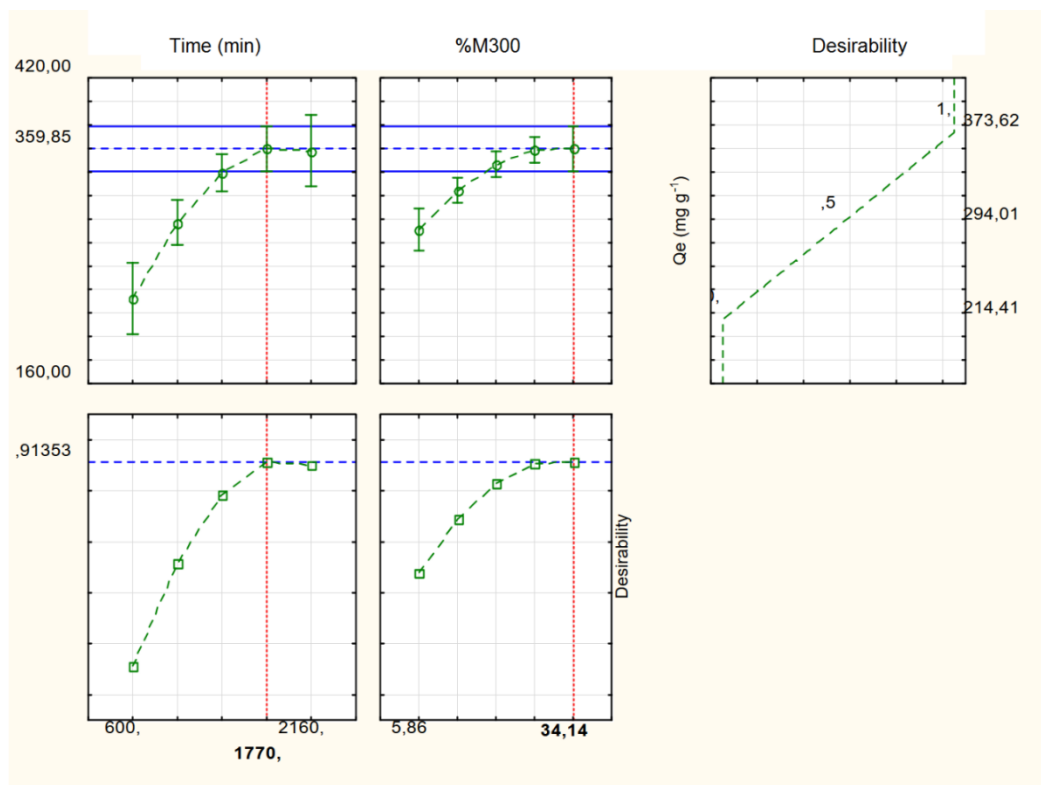 Time (min) %M300 Desirability
420,00
359,85
160,00
1,
373,62
,5
294,01
214,41
Qe (mg g⁻¹)
,91353
Desirability
600, 2160, 5,86 34,14
1770,